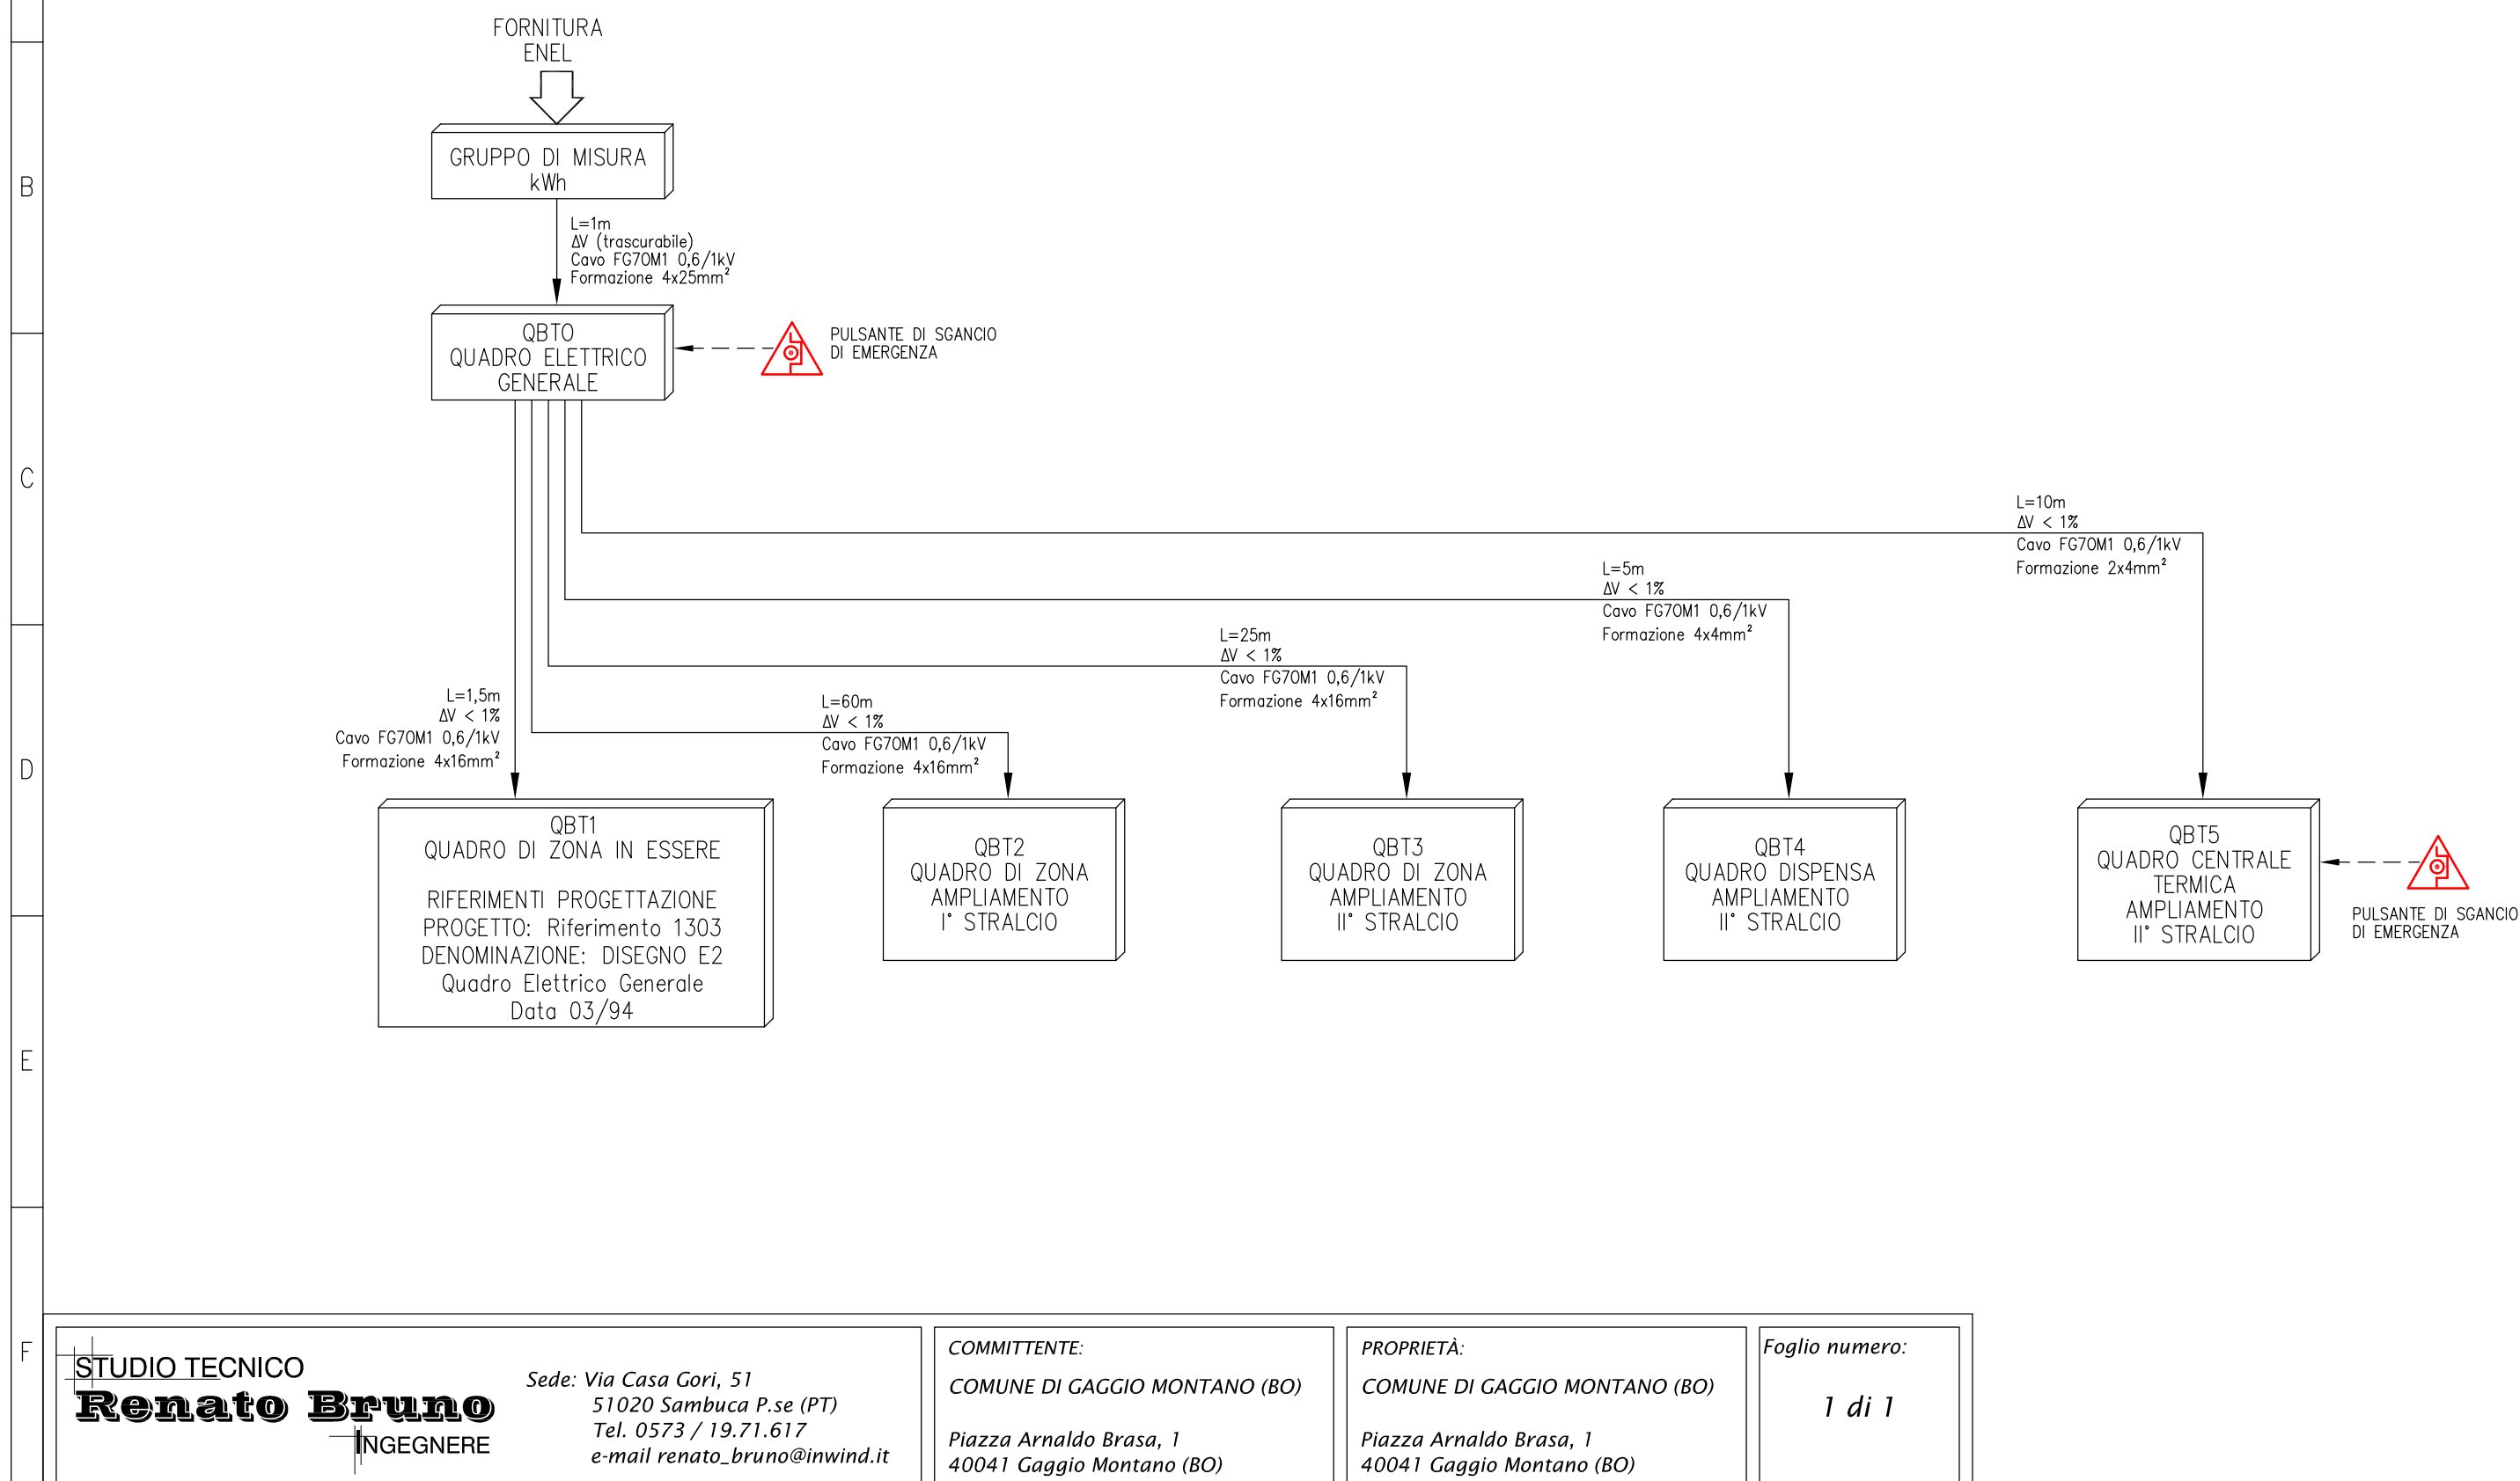 FORNITURA
ENEL
GRUPPO DI MISURA
kWh
L=1m
ΔV (trascurabile)
Cavo FG7OM1 0,6/1kV
Formazione 4x25mm²
B
QBT0
QUADRO ELETTRICO
GENERALE
PULSANTE DI SGANCIO
DI EMERGENZA
C
L=10m
ΔV < 1%
Cavo FG7OM1 0,6/1kV
Formazione 2x4mm²
L=5m
ΔV < 1%
Cavo FG7OM1 0,6/1kV
Formazione 4x4mm²
L=25m
ΔV < 1%
Cavo FG7OM1 0,6/1kV
Formazione 4x16mm²
L=1,5m
ΔV < 1%
Cavo FG7OM1 0,6/1kV
Formazione 4x16mm²
L=60m
ΔV < 1%
Cavo FG7OM1 0,6/1kV
Formazione 4x16mm²
D
QBT1
QUADRO DI ZONA IN ESSERE
RIFERIMENTI PROGETTAZIONE
PROGETTO: Riferimento 1303
DENOMINAZIONE: DISEGNO E2
Quadro Elettrico Generale
Data 03/94
QBT2
QUADRO DI ZONA
AMPLIAMENTO
I° STRALCIO
QBT3
QUADRO DI ZONA
AMPLIAMENTO
II° STRALCIO
QBT4
QUADRO DISPENSA
AMPLIAMENTO
II° STRALCIO
QBT5
QUADRO CENTRALE
TERMICA
AMPLIAMENTO
II° STRALCIO
PULSANTE DI SGANCIO
DI EMERGENZA
E
F
STUDIO TECNICO
Renato Bruno
INGEGNERE
Sede: Via Casa Gori, 51
51020 Sambuca P.se (PT)
Tel. 0573 / 19.71.617
e-mail renato_bruno@inwind.it
COMMITTENTE:
COMUNE DI GAGGIO MONTANO (BO)
Piazza Arnaldo Brasa, 1
40041 Gaggio Montano (BO)
PROPRIETÀ:
COMUNE DI GAGGIO MONTANO (BO)
Piazza Arnaldo Brasa, 1
40041 Gaggio Montano (BO)
Foglio numero:
1 di 1